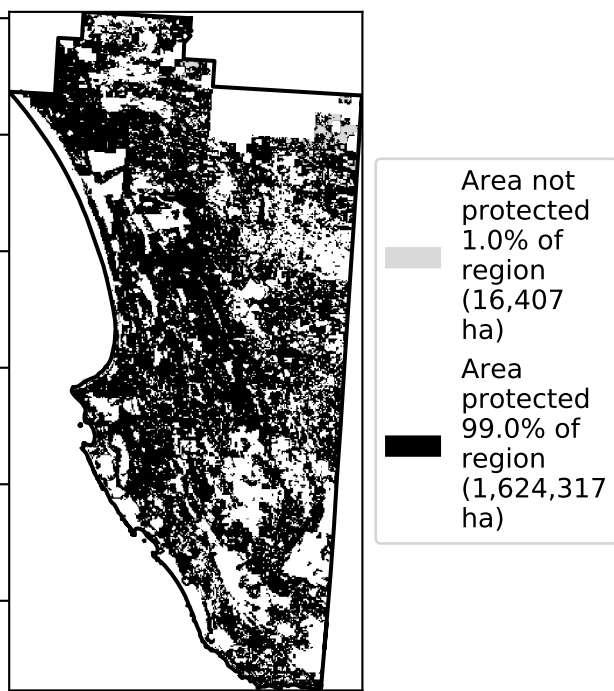 Area not
protected
1.0% of
region
(16,407
ha)
Area
protected
99.0% of
region
(1,624,317
ha)